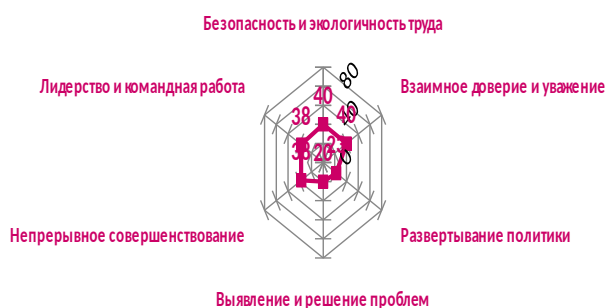 Безопасность и экологичность труда
Лидерство и командная работа
Взаимное доверие и уважение
80
40
38
40
38
20
Непрерывное совершенствование
Развертывание политики
Выявление и решение проблем